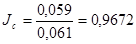 J_c = 0,059 / 0,061 = 0,9672